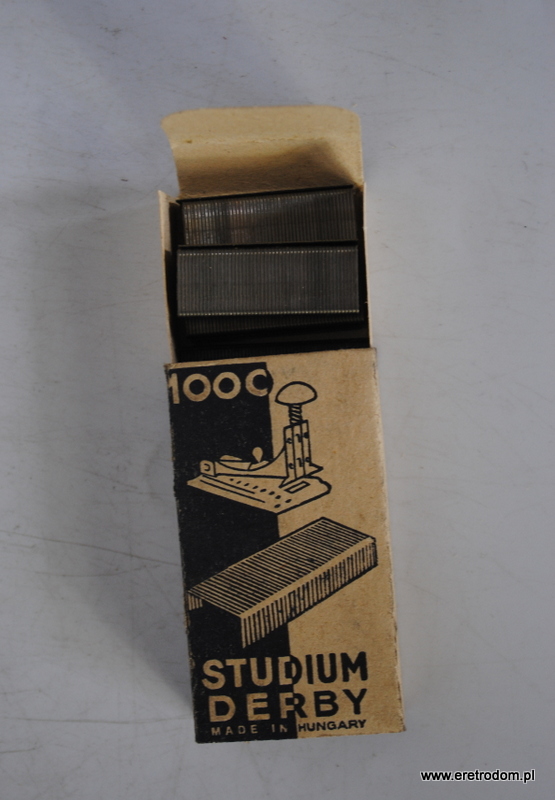 1000
STUDIUM
DERBY
MADE IN HUNGARY
www.eretrodom.pl